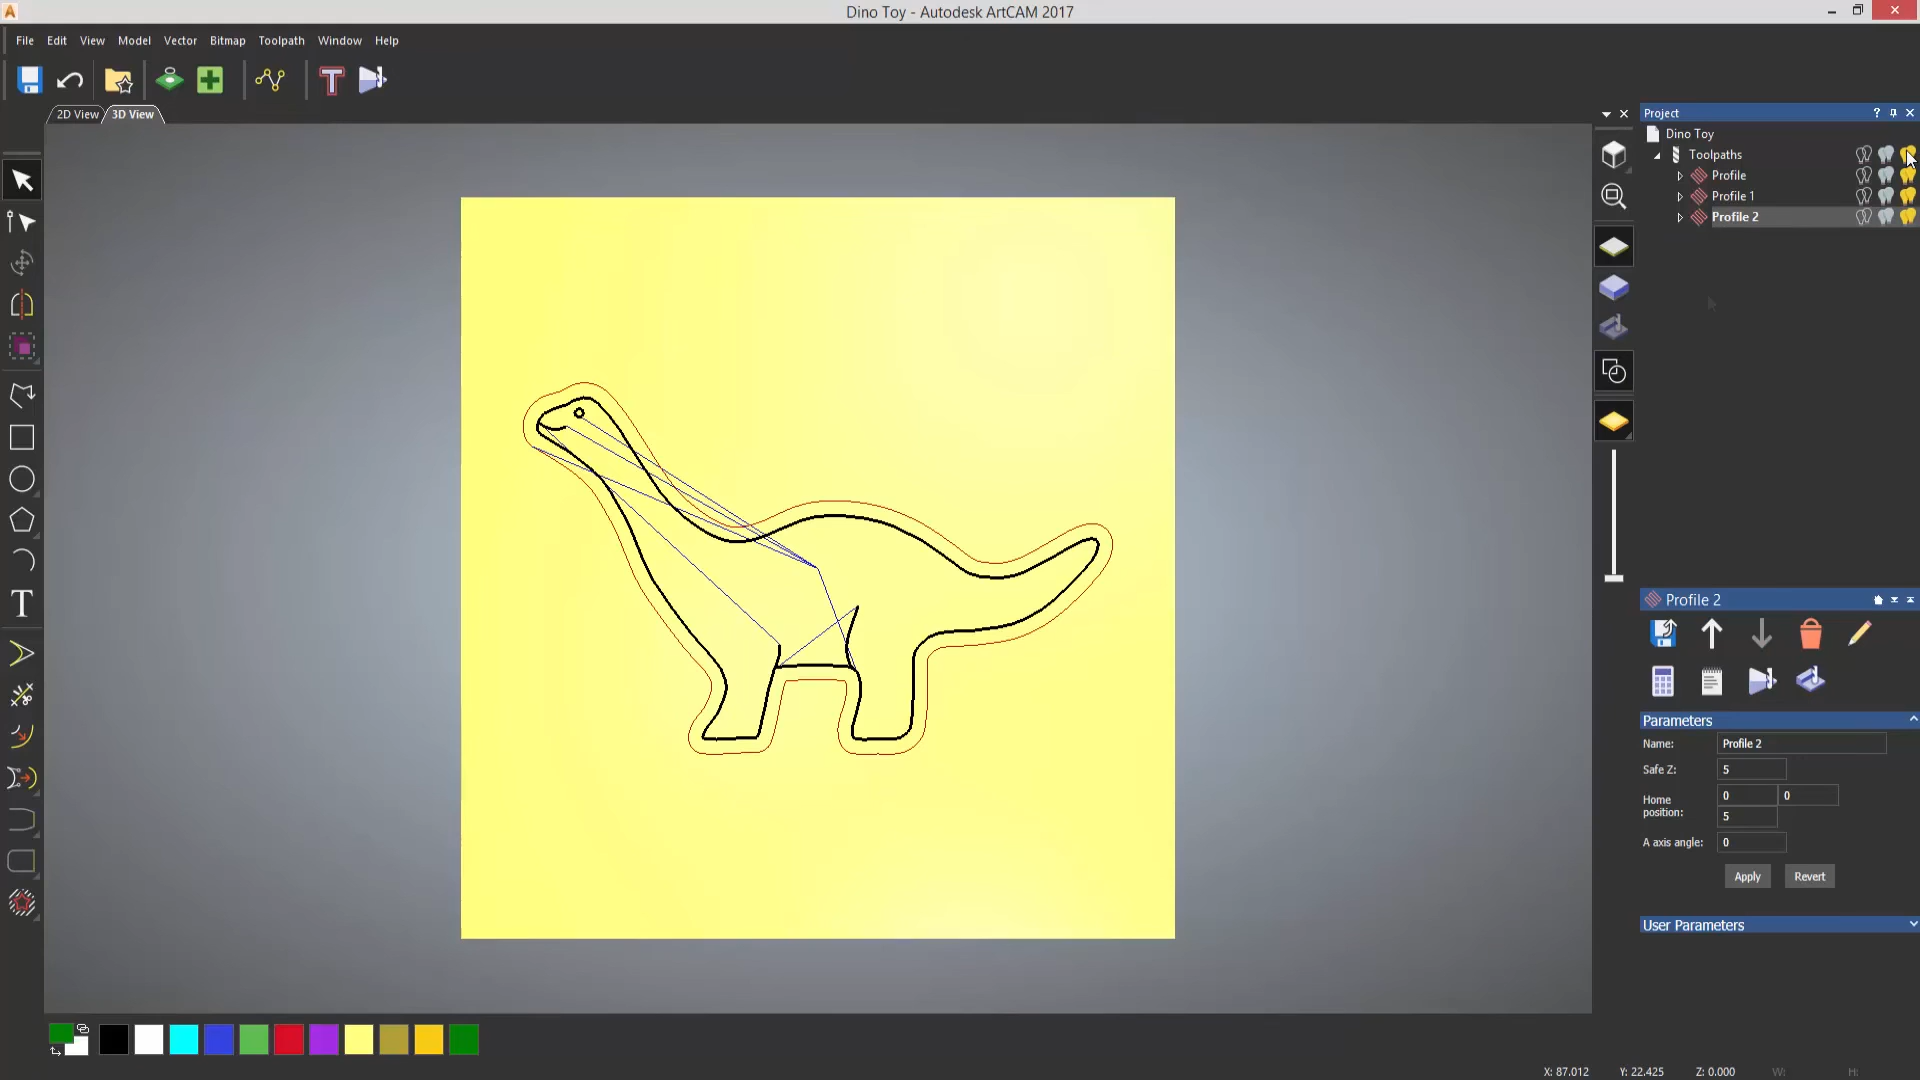 Dino Toy - Autodesk ArtCAM 2017
File Edit View Model Vector Bitmap Toolpath Window Help
2D View 3D View
Project
Dino Toy
Toolpaths
Profile
Profile 1
Profile 2
Profile 2
Parameters
Name: Profile 2
Safe Z: 5
Home position: 0 0
5
A axis angle: 0
Apply Revert
User Parameters
X: 87.012 Y: 22.425 Z: 0.000 W: H: